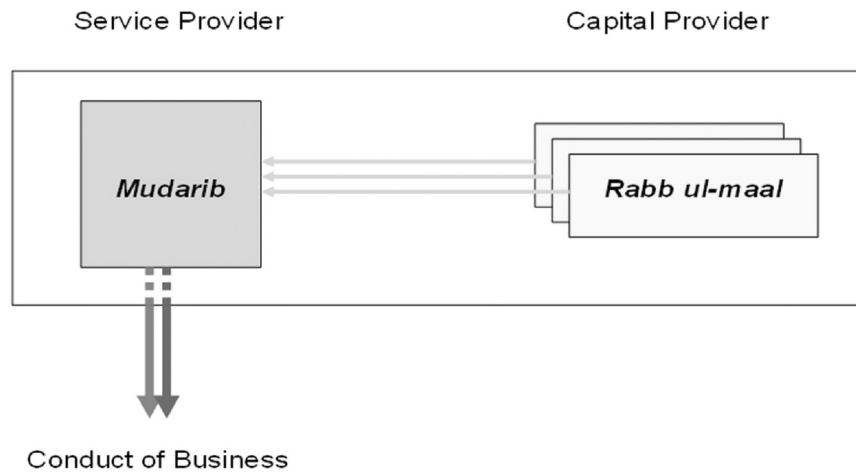 Service Provider
Capital Provider
Mudarib
Rabb ul-maal
Conduct of Business